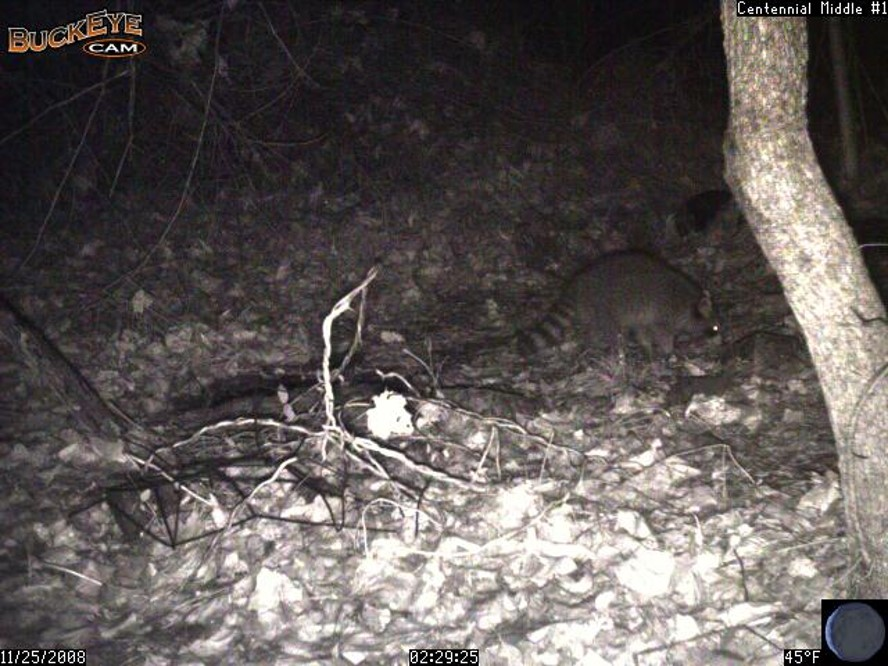 BUCKEYE
CAM
Centennial Middle #1
11/25/2008 02:29:25 45°F